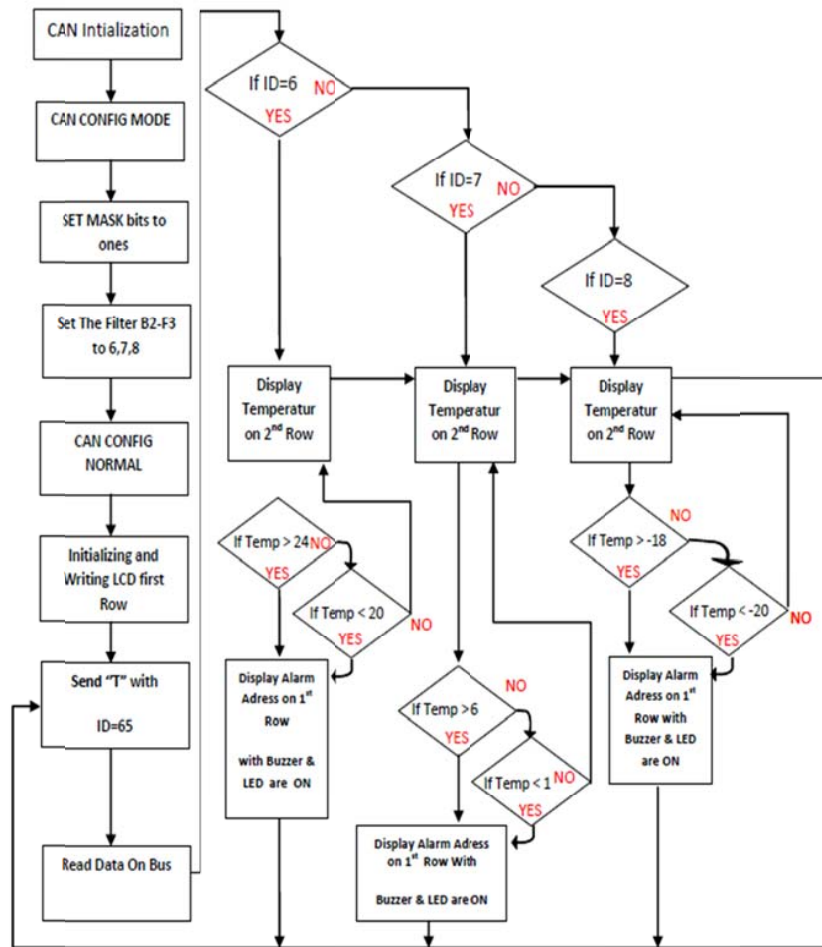 CAN Intialization
CAN CONFIG MODE
SET MASK bits to
ones
Set The Filter B2-F3
to 6,7,8
CAN CONFIG
NORMAL
Initializing and
Writing LCD first
Row
Send “T” with
ID=65
Read Data On Bus
If ID=6
NO
YES
If ID=7
NO
YES
If ID=8
YES
Display
Temperatur
on 2nd Row
Display
Temperatur
on 2nd Row
Display
Temperatur
on 2nd Row
If Temp > 24
NO
YES
If Temp < 20
NO
YES
Display Alarm
Adress on 1st
Row
with Buzzer &
LED are ON
If Temp >6
NO
YES
If Temp < 1
NO
YES
Display Alarm Adress
on 1st Row With
Buzzer & LED are ON
If Temp > -18
NO
YES
If Temp < -20
NO
YES
Display Alarm
Adress on 1st
Row with
Buzzer & LED
are ON